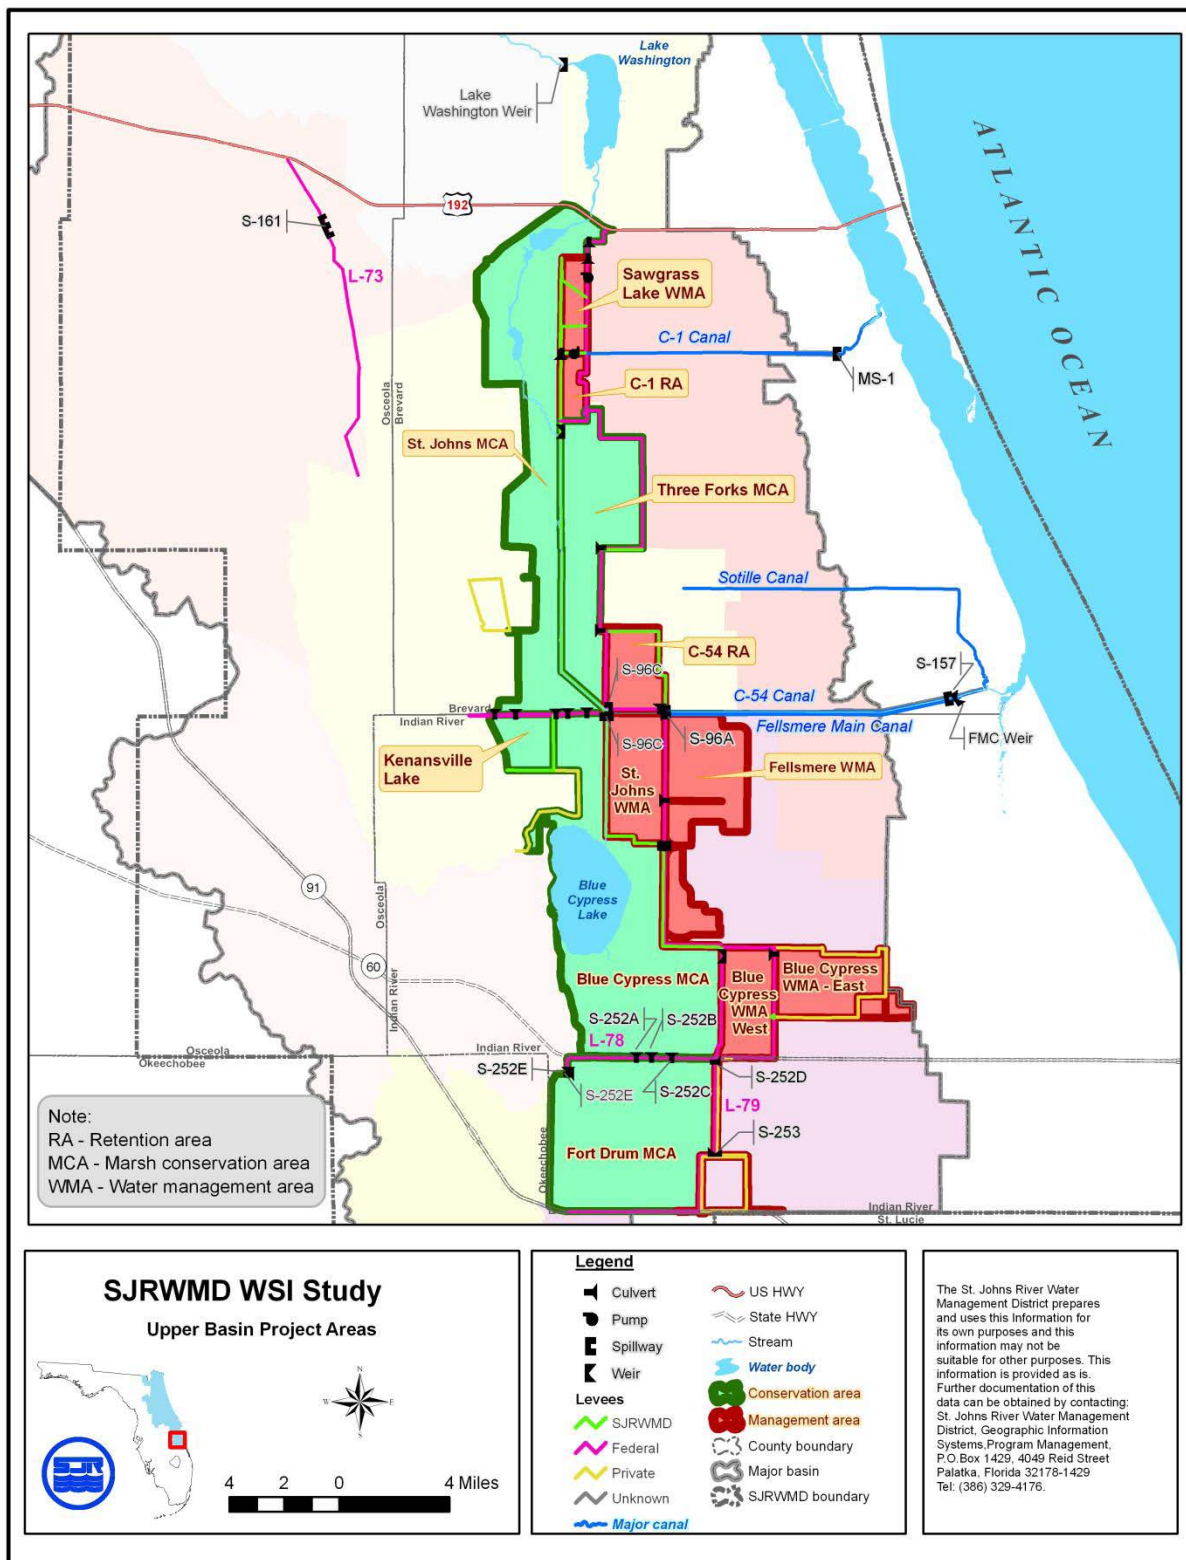 Lake
Washington
Lake
Washington Weir
ATLANTIC OCEAN
192
S-161
L-73
Sawgrass
Lake WMA
C-1 Canal
MS-1
C-1 RA
Osceola
Brevard
St. Johns MCA
Three Forks MCA
Sotille Canal
C-54 RA
S-157
S-96C
C-54 Canal
Brevard
Indian River
Fellsmere Main Canal
FMC Weir
S-96C
S-96A
Kenansville
Lake
St.
Johns
WMA
Fellsmere WMA
91
Osceola
Indian River
Blue
Cypress
Lake
60
Blue Cypress MCA
Blue
Cypress
WMA
West
Blue Cypress
WMA - East
S-252A
S-252B
L-78
Osceola
Okeechobee
Indian River
S-252E
S-252E
S-252C
S-252D
L-79
S-253
Fort Drum MCA
Okeechobee
Indian River
St. Lucie
Note:
RA - Retention area
MCA - Marsh conservation area
WMA - Water management area
SJRWMD WSI Study
Upper Basin Project Areas
N
W
E
S
SJR
4 2 0 4 Miles
Legend
Culvert
Pump
Spillway
Weir
Levees
SJRWMD
Federal
Private
Unknown
Major canal
US HWY
State HWY
Stream
Water body
Conservation area
Management area
County boundary
Major basin
SJRWMD boundary
The St. Johns River Water
Management District prepares
and uses this Information for
its own purposes and this
information may not be
suitable for other purposes. This
information is provided as is.
Further documentation of this
data can be obtained by contacting:
St. Johns River Water Management
District, Geographic Information
Systems,Program Management,
P.O.Box 1429, 4049 Reid Street
Palatka, Florida 32178-1429
Tel: (386) 329-4176.